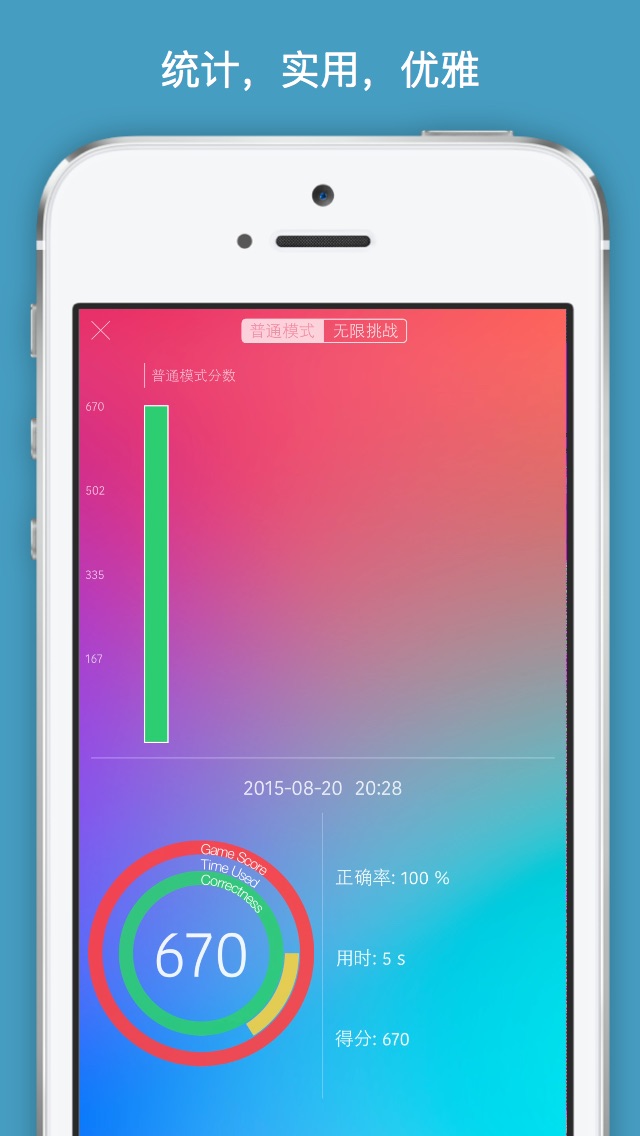 统计，实用，优雅
普通模式 无限挑战
普通模式分数
670
502
335
167
2015-08-20 20:28
Game Score
Time Used
Correctness
670
正确率: 100 %
用时: 5 s
得分: 670